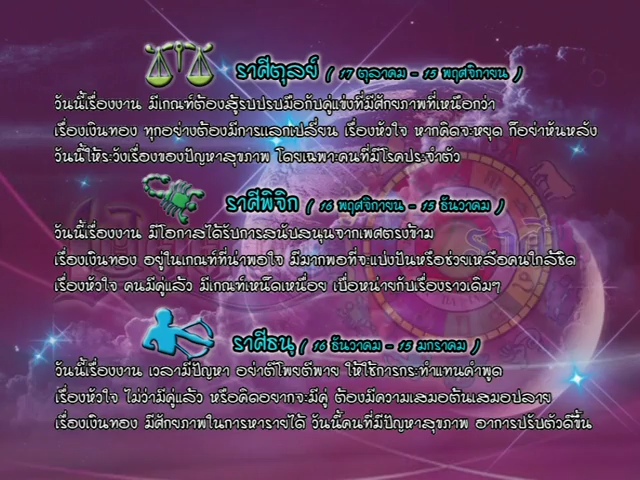 ราศีตุลย์ ( 17 ตุลาคม - 15 พฤศจิกายน )
วันนี้เรื่องงาน มีเกณฑ์ต้องสู้รบปรบมือกับคู่แข่งที่มีศักยภาพที่เหนือกว่า
เรื่องเงินทอง ทุกอย่างต้องมีการแลกเปลี่ยน เรื่องหัวใจ หากคิดจะหยุด ก็อย่าหันหลัง
วันนี้ให้ระวังเรื่องของปัญหาสุขภาพ โดยเฉพาะคนที่มีโรคประจำตัว
ราศีพิจิก ( 16 พฤศจิกายน - 15 ธันวาคม )
วันนี้เรื่องงาน มีโอกาสได้รับการสนับสนุนจากเพศตรงข้าม
เรื่องเงินทอง อยู่ในเกณฑ์ที่น่าพอใจ มีมากพอที่จะแบ่งปันหรือช่วยเหลือคนใกล้ชิด
เรื่องหัวใจ คนมีคู่แล้ว มีเกณฑ์เหน็ดเหนื่อย เบื่อหน่ายกับเรื่องราวเดิมๆ
ราศีธนู ( 16 ธันวาคม - 15 มกราคม )
วันนี้เรื่องงาน เวลามีปัญหา อย่าตีโพยตีพาย ให้ใช้การกระทำแทนคำพูด
เรื่องหัวใจ ไม่ว่ามีคู่แล้ว หรือคิดอยากจะมีคู่ ต้องมีความเสมอต้นเสมอปลาย
เรื่องเงินทอง มีศักยภาพในการหารายได้ วันนี้คนที่มีปัญหาสุขภาพ อาการปรับตัวดีขึ้น